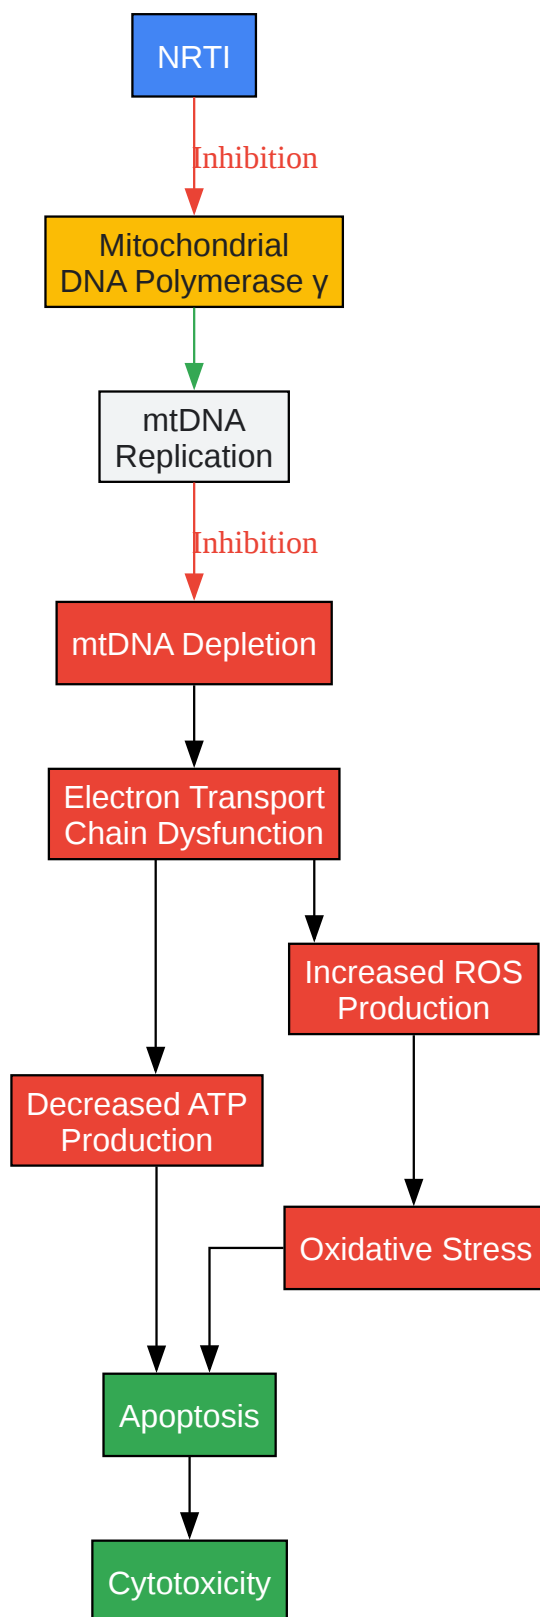 NRTI
Inhibition
Mitochondrial
DNA Polymerase γ
mtDNA
Replication
Inhibition
mtDNA Depletion
Electron Transport
Chain Dysfunction
Increased ROS
Production
Decreased ATP
Production
Oxidative Stress
Apoptosis
Cytotoxicity